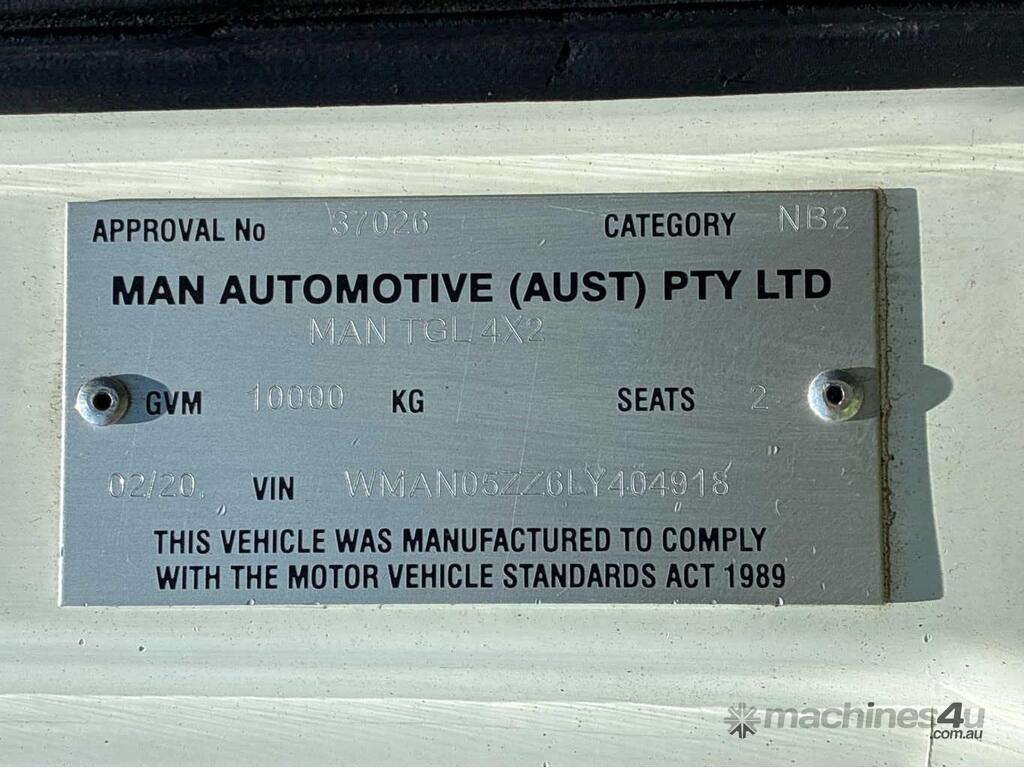 APPROVAL No 37026 CATEGORY NB2
MAN AUTOMOTIVE (AUST) PTY LTD
MAN TGL 4X2
GVM 10000 KG SEATS 2
02/20 VIN WMAN05ZZ6LY404918
THIS VEHICLE WAS MANUFACTURED TO COMPLY
WITH THE MOTOR VEHICLE STANDARDS ACT 1989
machines4u
.com.au